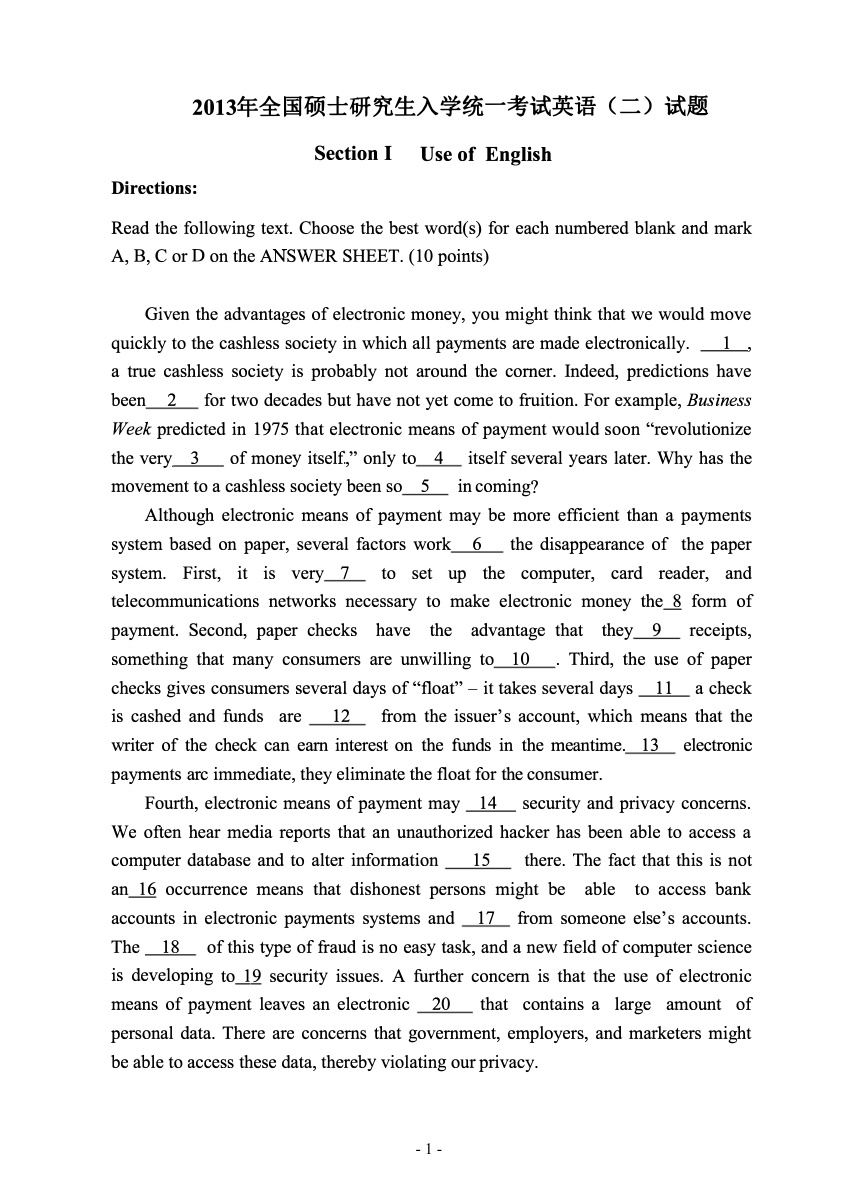 2013年全国硕士研究生入学统一考试英语（二）试题
Section I Use of English
Directions:
Read the following text. Choose the best word(s) for each numbered blank and mark
A, B, C or D on the ANSWER SHEET. (10 points)
Given the advantages of electronic money, you might think that we would move
quickly to the cashless society in which all payments are made electronically. 1 ,
a true cashless society is probably not around the corner. Indeed, predictions have
been 2 for two decades but have not yet come to fruition. For example, Business
Week predicted in 1975 that electronic means of payment would soon “revolutionize
the very 3 of money itself,” only to 4 itself several years later. Why has the
movement to a cashless society been so 5 in coming?
Although electronic means of payment may be more efficient than a payments
system based on paper, several factors work 6 the disappearance of the paper
system. First, it is very 7 to set up the computer, card reader, and
telecommunications networks necessary to make electronic money the 8 form of
payment. Second, paper checks have the advantage that they 9 receipts,
something that many consumers are unwilling to 10 . Third, the use of paper
checks gives consumers several days of “float” – it takes several days 11 a check
is cashed and funds are 12 from the issuer’s account, which means that the
writer of the check can earn interest on the funds in the meantime. 13 electronic
payments arc immediate, they eliminate the float for the consumer.
Fourth, electronic means of payment may 14 security and privacy concerns.
We often hear media reports that an unauthorized hacker has been able to access a
computer database and to alter information 15 there. The fact that this is not
an 16 occurrence means that dishonest persons might be able to access bank
accounts in electronic payments systems and 17 from someone else’s accounts.
The 18 of this type of fraud is no easy task, and a new field of computer science
is developing to 19 security issues. A further concern is that the use of electronic
means of payment leaves an electronic 20 that contains a large amount of
personal data. There are concerns that government, employers, and marketers might
be able to access these data, thereby violating our privacy.
- 1 -